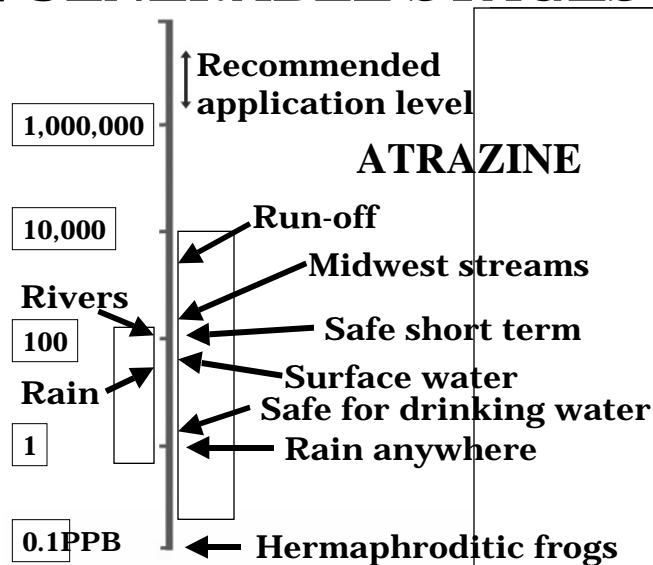 Recommended
application level
1,000,000
ATRAZINE
10,000
Run-off
Midwest streams
Rivers
Safe short term
100
Surface water
Rain
Safe for drinking water
1
Rain anywhere
0.1PPB
Hermaphroditic frogs